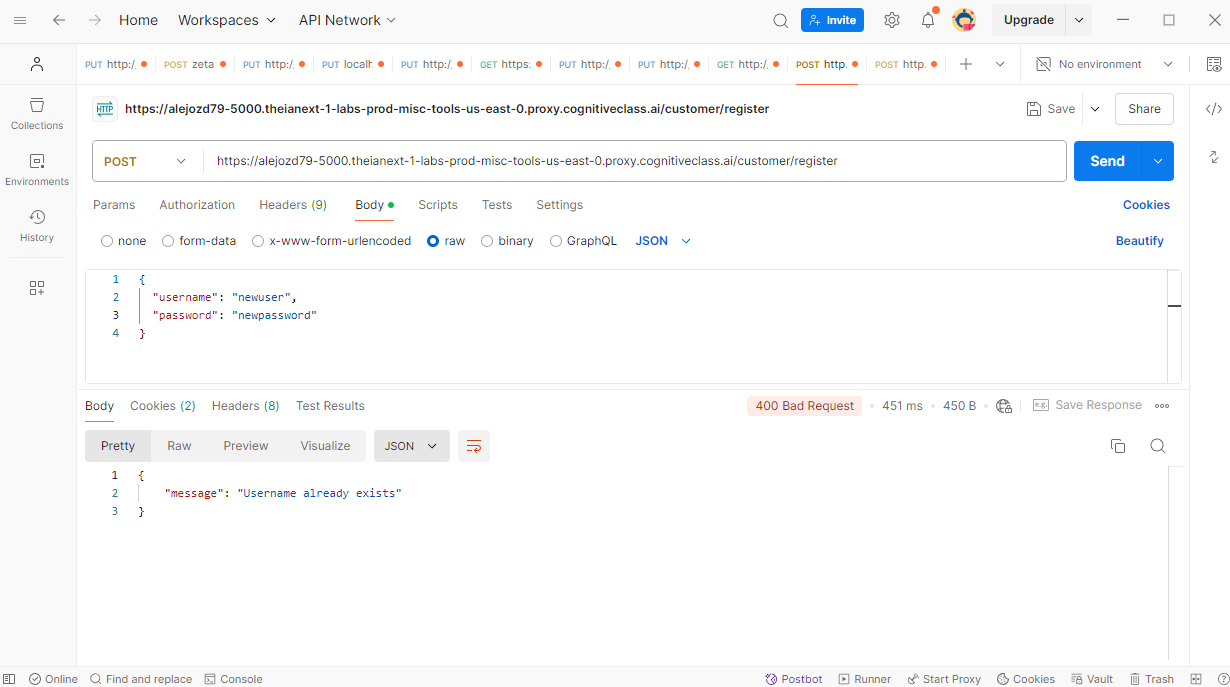 Home Workspaces API Network Invite Upgrade
PUT http:/, POST zeta PUT http:/, PUT localh PUT http:/, GET https: PUT http:/, PUT http:/, GET http:/, POST http. POST http. No environment
HTTP https://alejozd79-5000.theianext-1-labs-prod-misc-tools-us-east-0.proxy.cognitiveclass.ai/customer/register Save Share
Collections
Environments
History
POST https://alejozd79-5000.theianext-1-labs-prod-misc-tools-us-east-0.proxy.cognitiveclass.ai/customer/register Send
Params Authorization Headers (9) Body Scripts Tests Settings Cookies
none form-data x-www-form-urlencoded raw binary GraphQL JSON Beautify
1 {
2 "username": "newuser",
3 "password": "newpassword"
4 }
Body Cookies (2) Headers (8) Test Results 400 Bad Request 451 ms 450 B e.g. Save Response
Pretty Raw Preview Visualize JSON
1 {
2 "message": "Username already exists"
3 }
Online Find and replace Console Postbot Runner Start Proxy Cookies Vault Trash